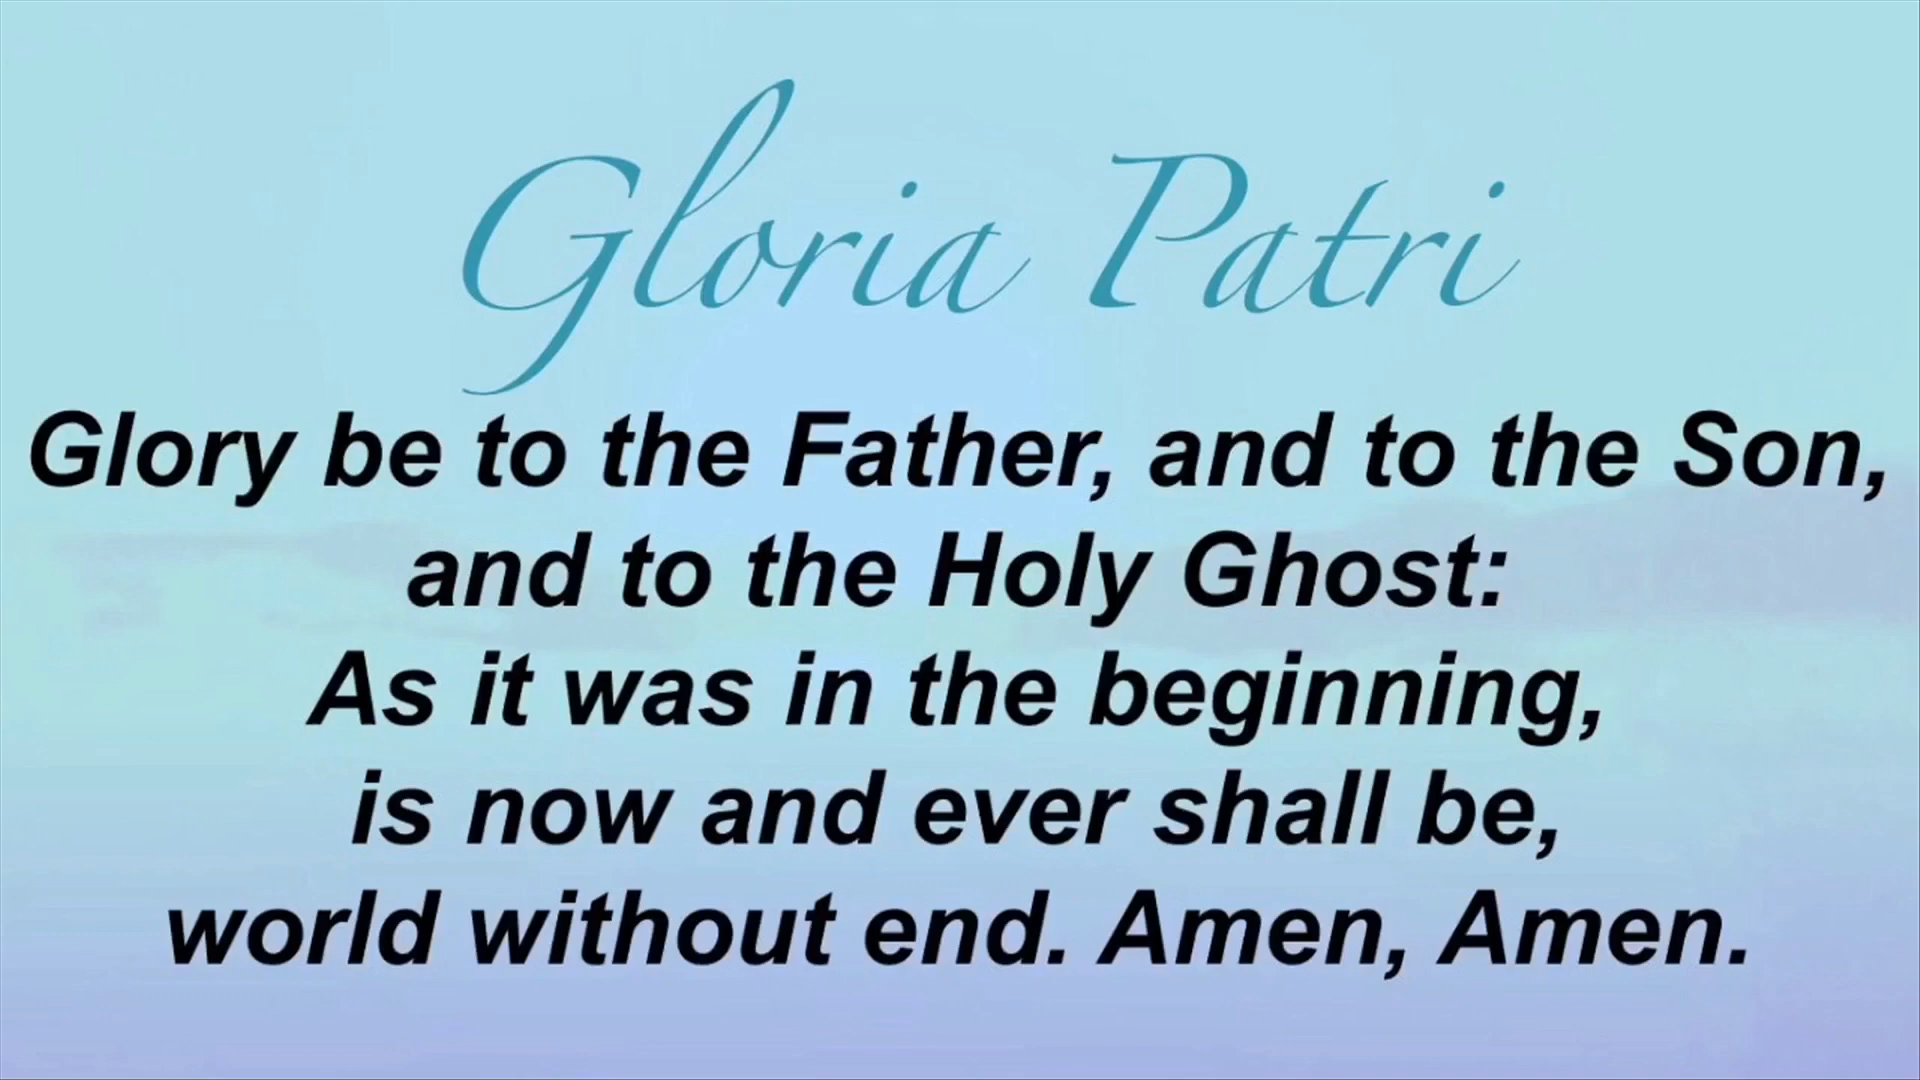 Gloria Patri
Glory be to the Father, and to the Son,
and to the Holy Ghost:
As it was in the beginning,
is now and ever shall be,
world without end. Amen, Amen.